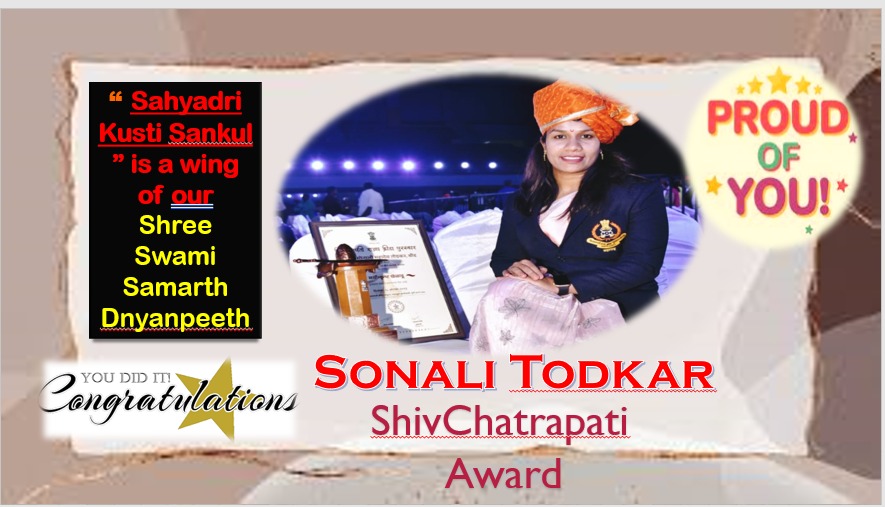 “ Sahyadri
Kusti Sankul
” is a wing
of our
Shree
Swami
Samarth
Dnyanpeeth
PROUD
OF
YOU!
YOU DID IT!
Congratulations
SONALI TODKAR
ShivChatrapati
Award